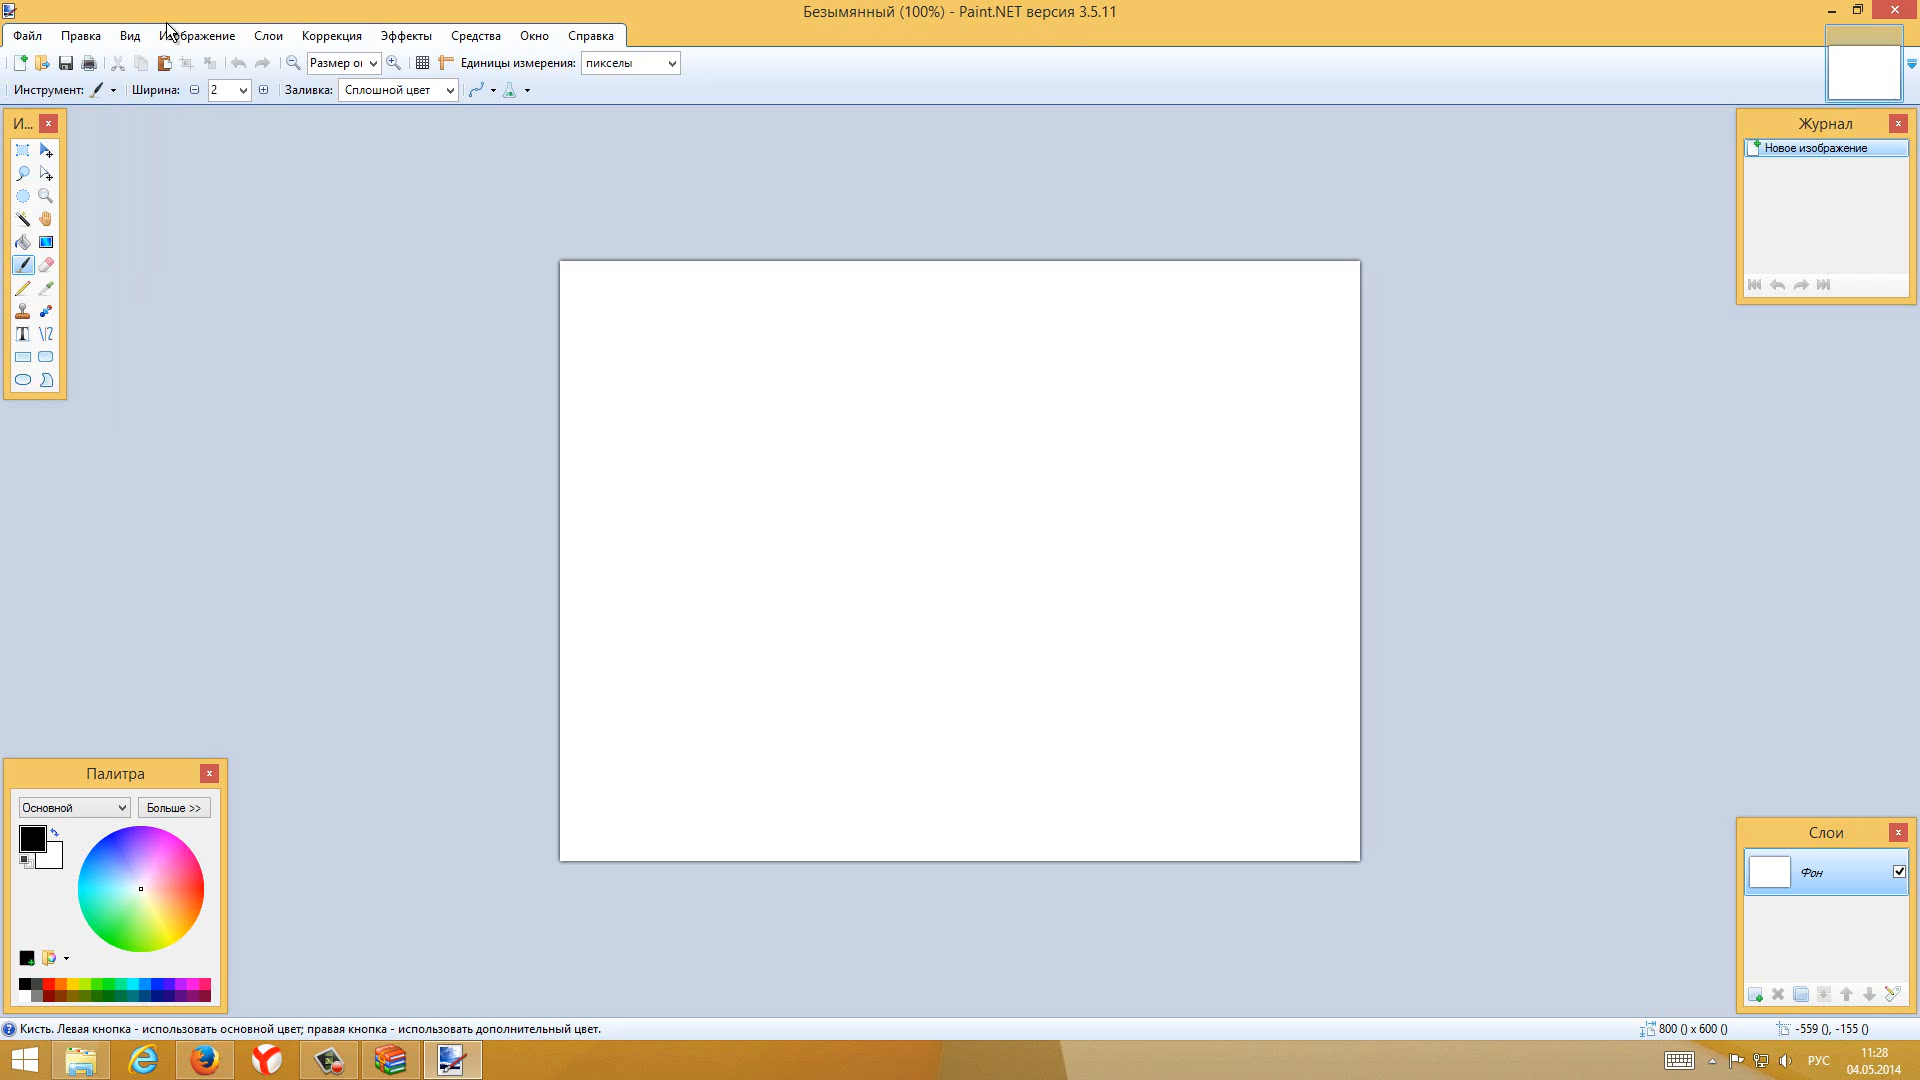 Безымянный (100%) - Paint.NET версия 3.5.11
Файл Правка Вид Изображение Слои Коррекция Эффекты Средства Окно Справка
Размер о Единицы измерения: пикселы
Инструмент: Ширина: 2 Заливка: Сплошной цвет
И...
Журнал
Новое изображение
Палитра
Основной Больше >>
Слои
Фон
Кисть. Левая кнопка - использовать основной цвет; правая кнопка - использовать дополнительный цвет.
800 () x 600 () -559 (), -155 ()
РУС
11:28
04.05.2014